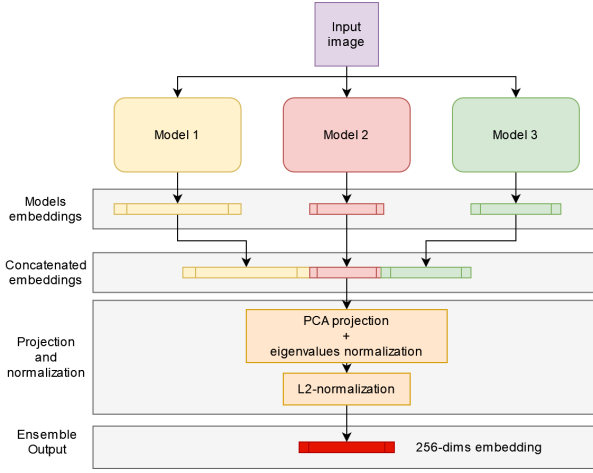 Input
image
Model 1
Model 2
Model 3
Models
embeddings
Concatenated
embeddings
Projection
and
normalization
PCA projection
+
eigenvalues normalization
L2-normalization
Ensemble
Output
256-dims embedding